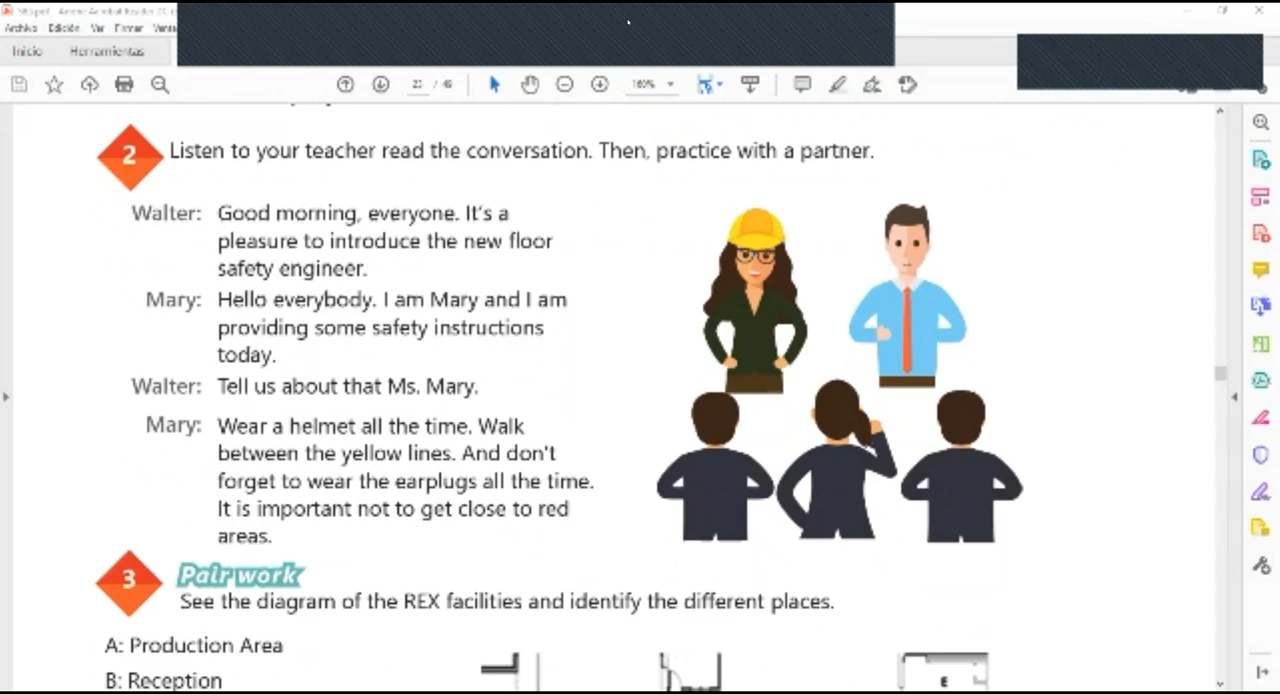 Archivo Edición Ver Firmar
Inicio Herramientas
23 / 160%
2 Listen to your teacher read the conversation. Then, practice with a partner.
Walter: Good morning, everyone. It's a
pleasure to introduce the new floor
safety engineer.
Mary: Hello everybody. I am Mary and I am
providing some safety instructions
today.
Walter: Tell us about that Ms. Mary.
Mary: Wear a helmet all the time. Walk
between the yellow lines. And don't
forget to wear the earplugs all the time.
It is important not to get close to red
areas.
3 Pair work
See the diagram of the REX facilities and identify the different places.
A: Production Area
B: Reception
E